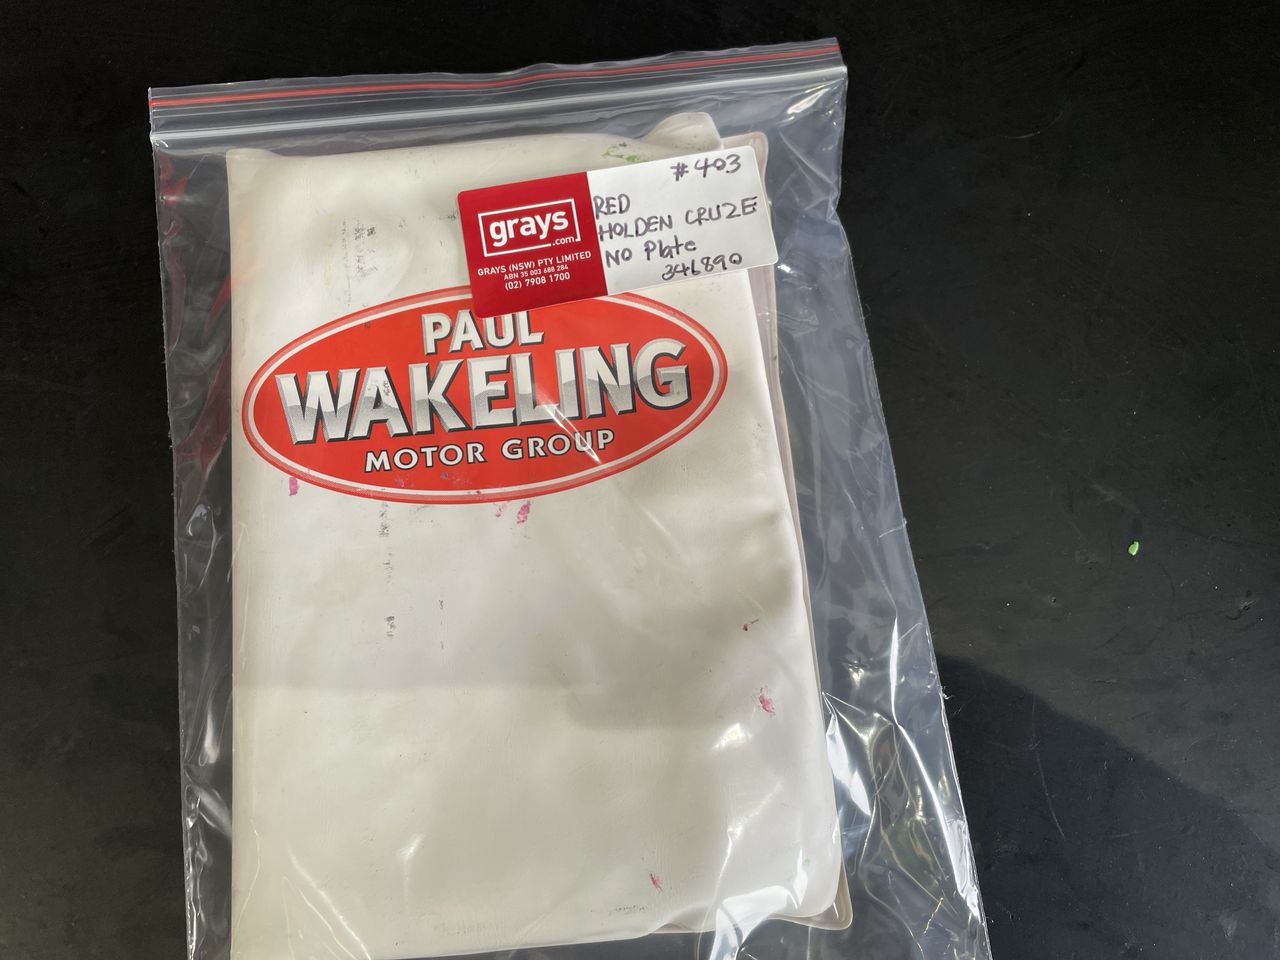 #403
RED
HOLDEN CRUZE
NO Plate
346890
grays
.com
GRAYS (NSW) PTY LIMITED
ABN 35 003 688 284
(02) 7908 1700
PAUL
WAKELING
MOTOR GROUP